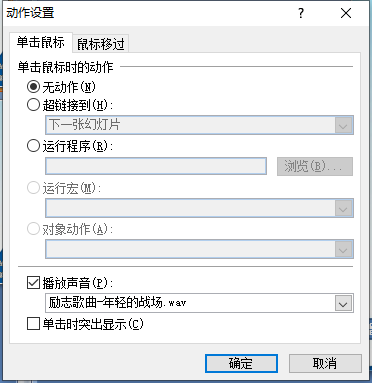 动作设置
单击鼠标 鼠标移过
单击鼠标时的动作
无动作(N)
超链接到(H):
下一张幻灯片
运行程序(R):
浏览(B)...
运行宏(M):
对象动作(A):
播放声音(P):
励志歌曲-年轻的战场.wav
单击时突出显示(C)
确定 取消